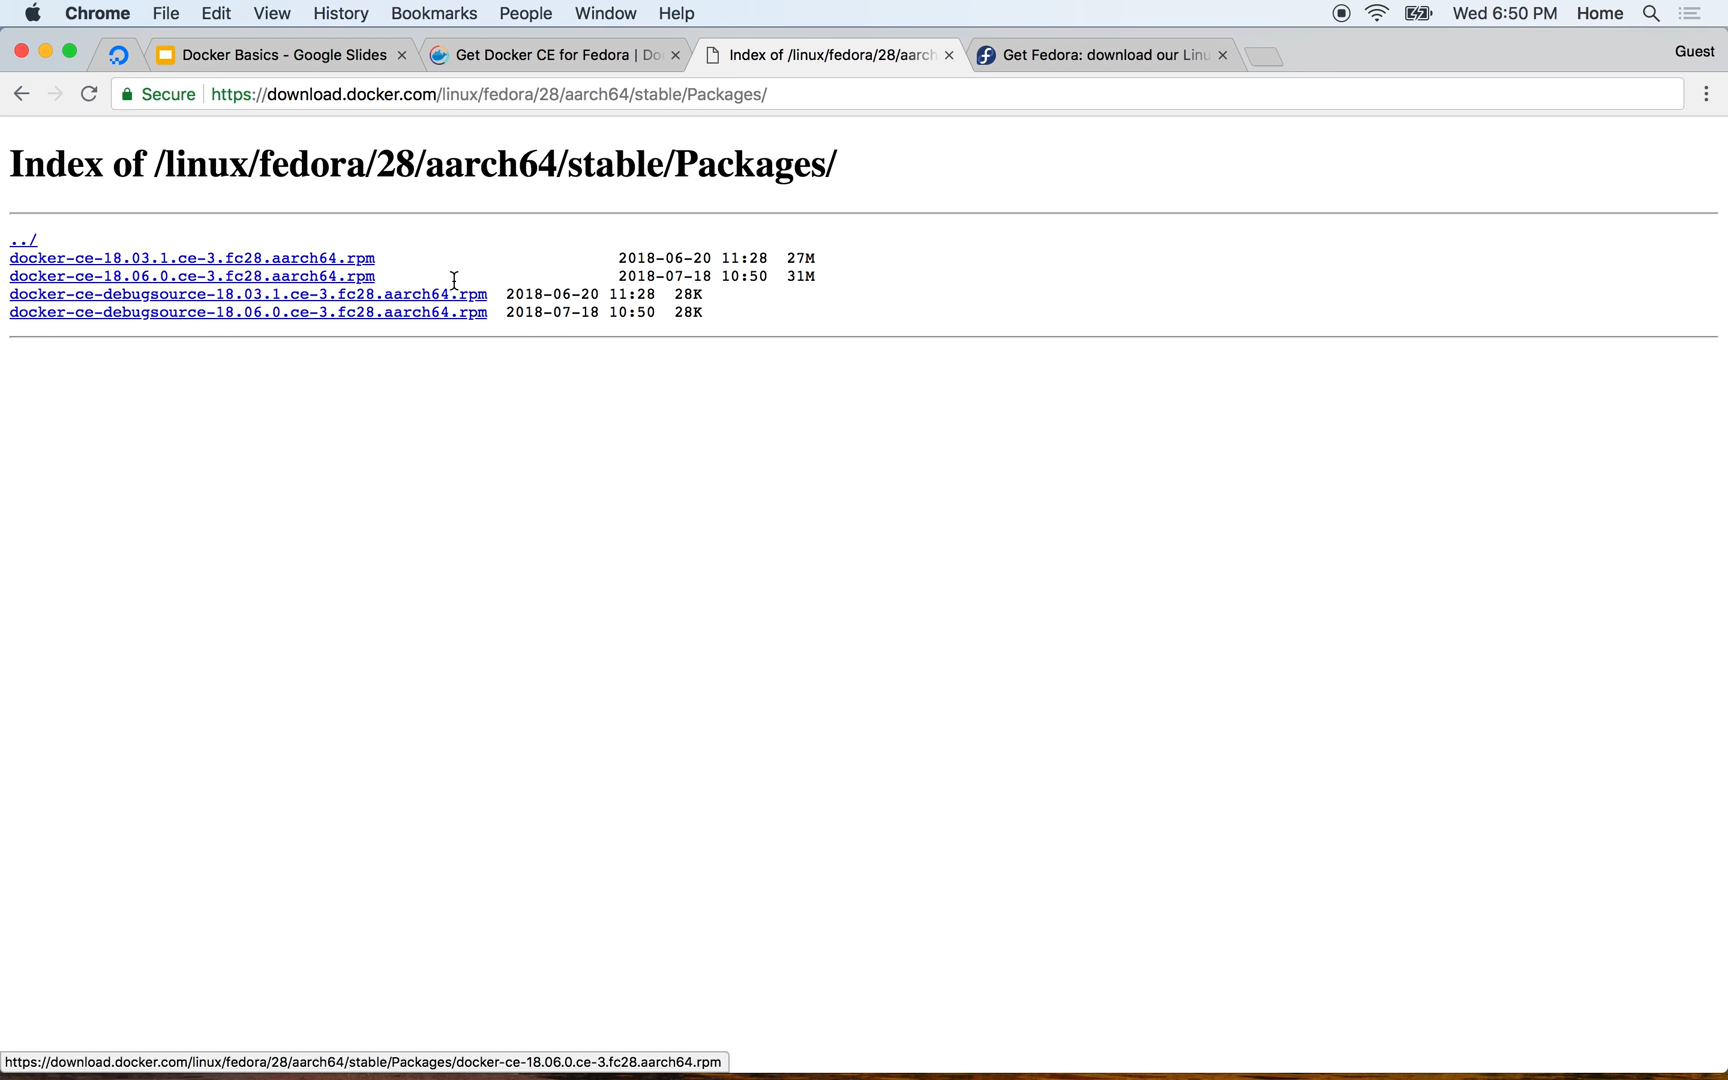 Chrome File Edit View History Bookmarks People Window Help Wed 6:50 PM Home
Docker Basics - Google Slides Get Docker CE for Fedora | Do Index of /linux/fedora/28/aarch Get Fedora: download our Linu Guest
Secure https://download.docker.com/linux/fedora/28/aarch64/stable/Packages/
Index of /linux/fedora/28/aarch64/stable/Packages/
../
docker-ce-18.03.1.ce-3.fc28.aarch64.rpm 2018-06-20 11:28 27M
docker-ce-18.06.0.ce-3.fc28.aarch64.rpm 2018-07-18 10:50 31M
docker-ce-debugsource-18.03.1.ce-3.fc28.aarch64.rpm 2018-06-20 11:28 28K
docker-ce-debugsource-18.06.0.ce-3.fc28.aarch64.rpm 2018-07-18 10:50 28K
https://download.docker.com/linux/fedora/28/aarch64/stable/Packages/docker-ce-18.06.0.ce-3.fc28.aarch64.rpm